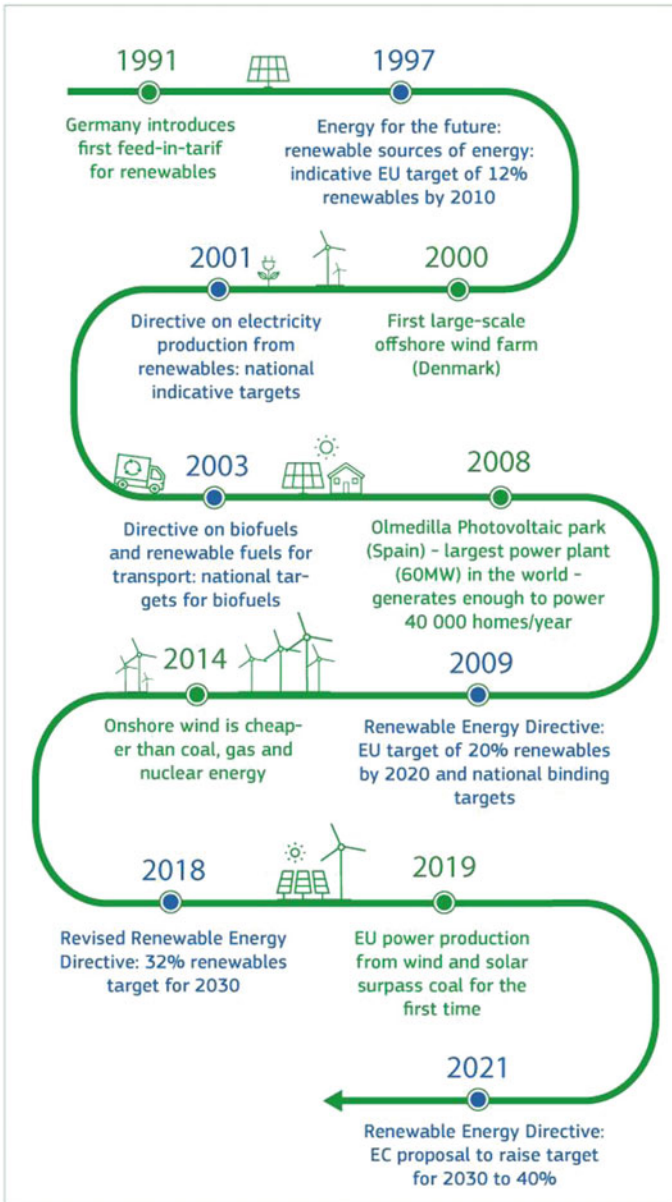 1991
Germany introduces
first feed-in-tarif
for renewables
1997
Energy for the future:
renewable sources of energy:
indicative EU target of 12%
renewables by 2010
2000
First large-scale
offshore wind farm
(Denmark)
2001
Directive on electricity
production from
renewables: national
indicative targets
2003
Directive on biofuels
and renewable fuels for
transport: national tar-
gets for biofuels
2008
Olmedilla Photovoltaic park
(Spain) - largest power plant
(60MW) in the world -
generates enough to power
40 000 homes/year
2009
Renewable Energy Directive:
EU target of 20% renewables
by 2020 and national binding
targets
2014
Onshore wind is cheap-
er than coal, gas and
nuclear energy
2018
Revised Renewable Energy
Directive: 32% renewables
target for 2030
2019
EU power production
from wind and solar
surpass coal for the
first time
2021
Renewable Energy Directive:
EC proposal to raise target
for 2030 to 40%